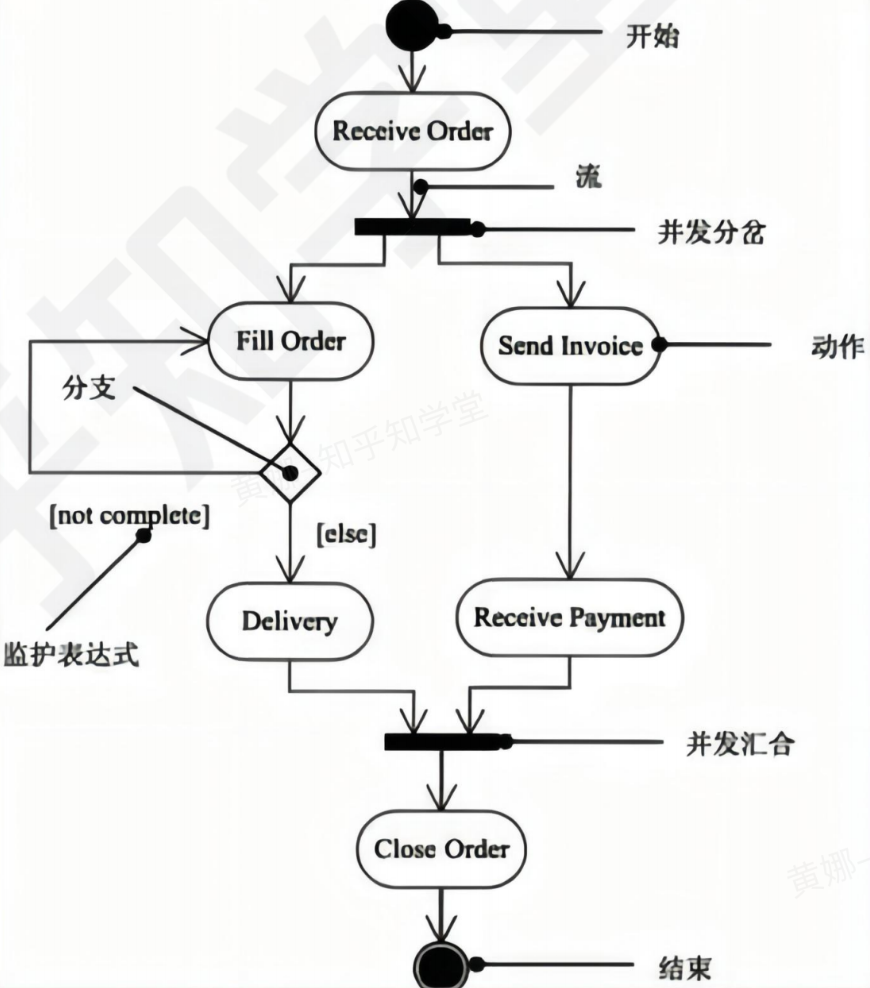 开始
Receive Order
流
并发分岔
Fill Order
Send Invoice
动作
分支
黄娜-知乎知学堂
[not complete]
[else]
Delivery
Receive Payment
监护表达式
并发汇合
Close Order
黄娜-
结束